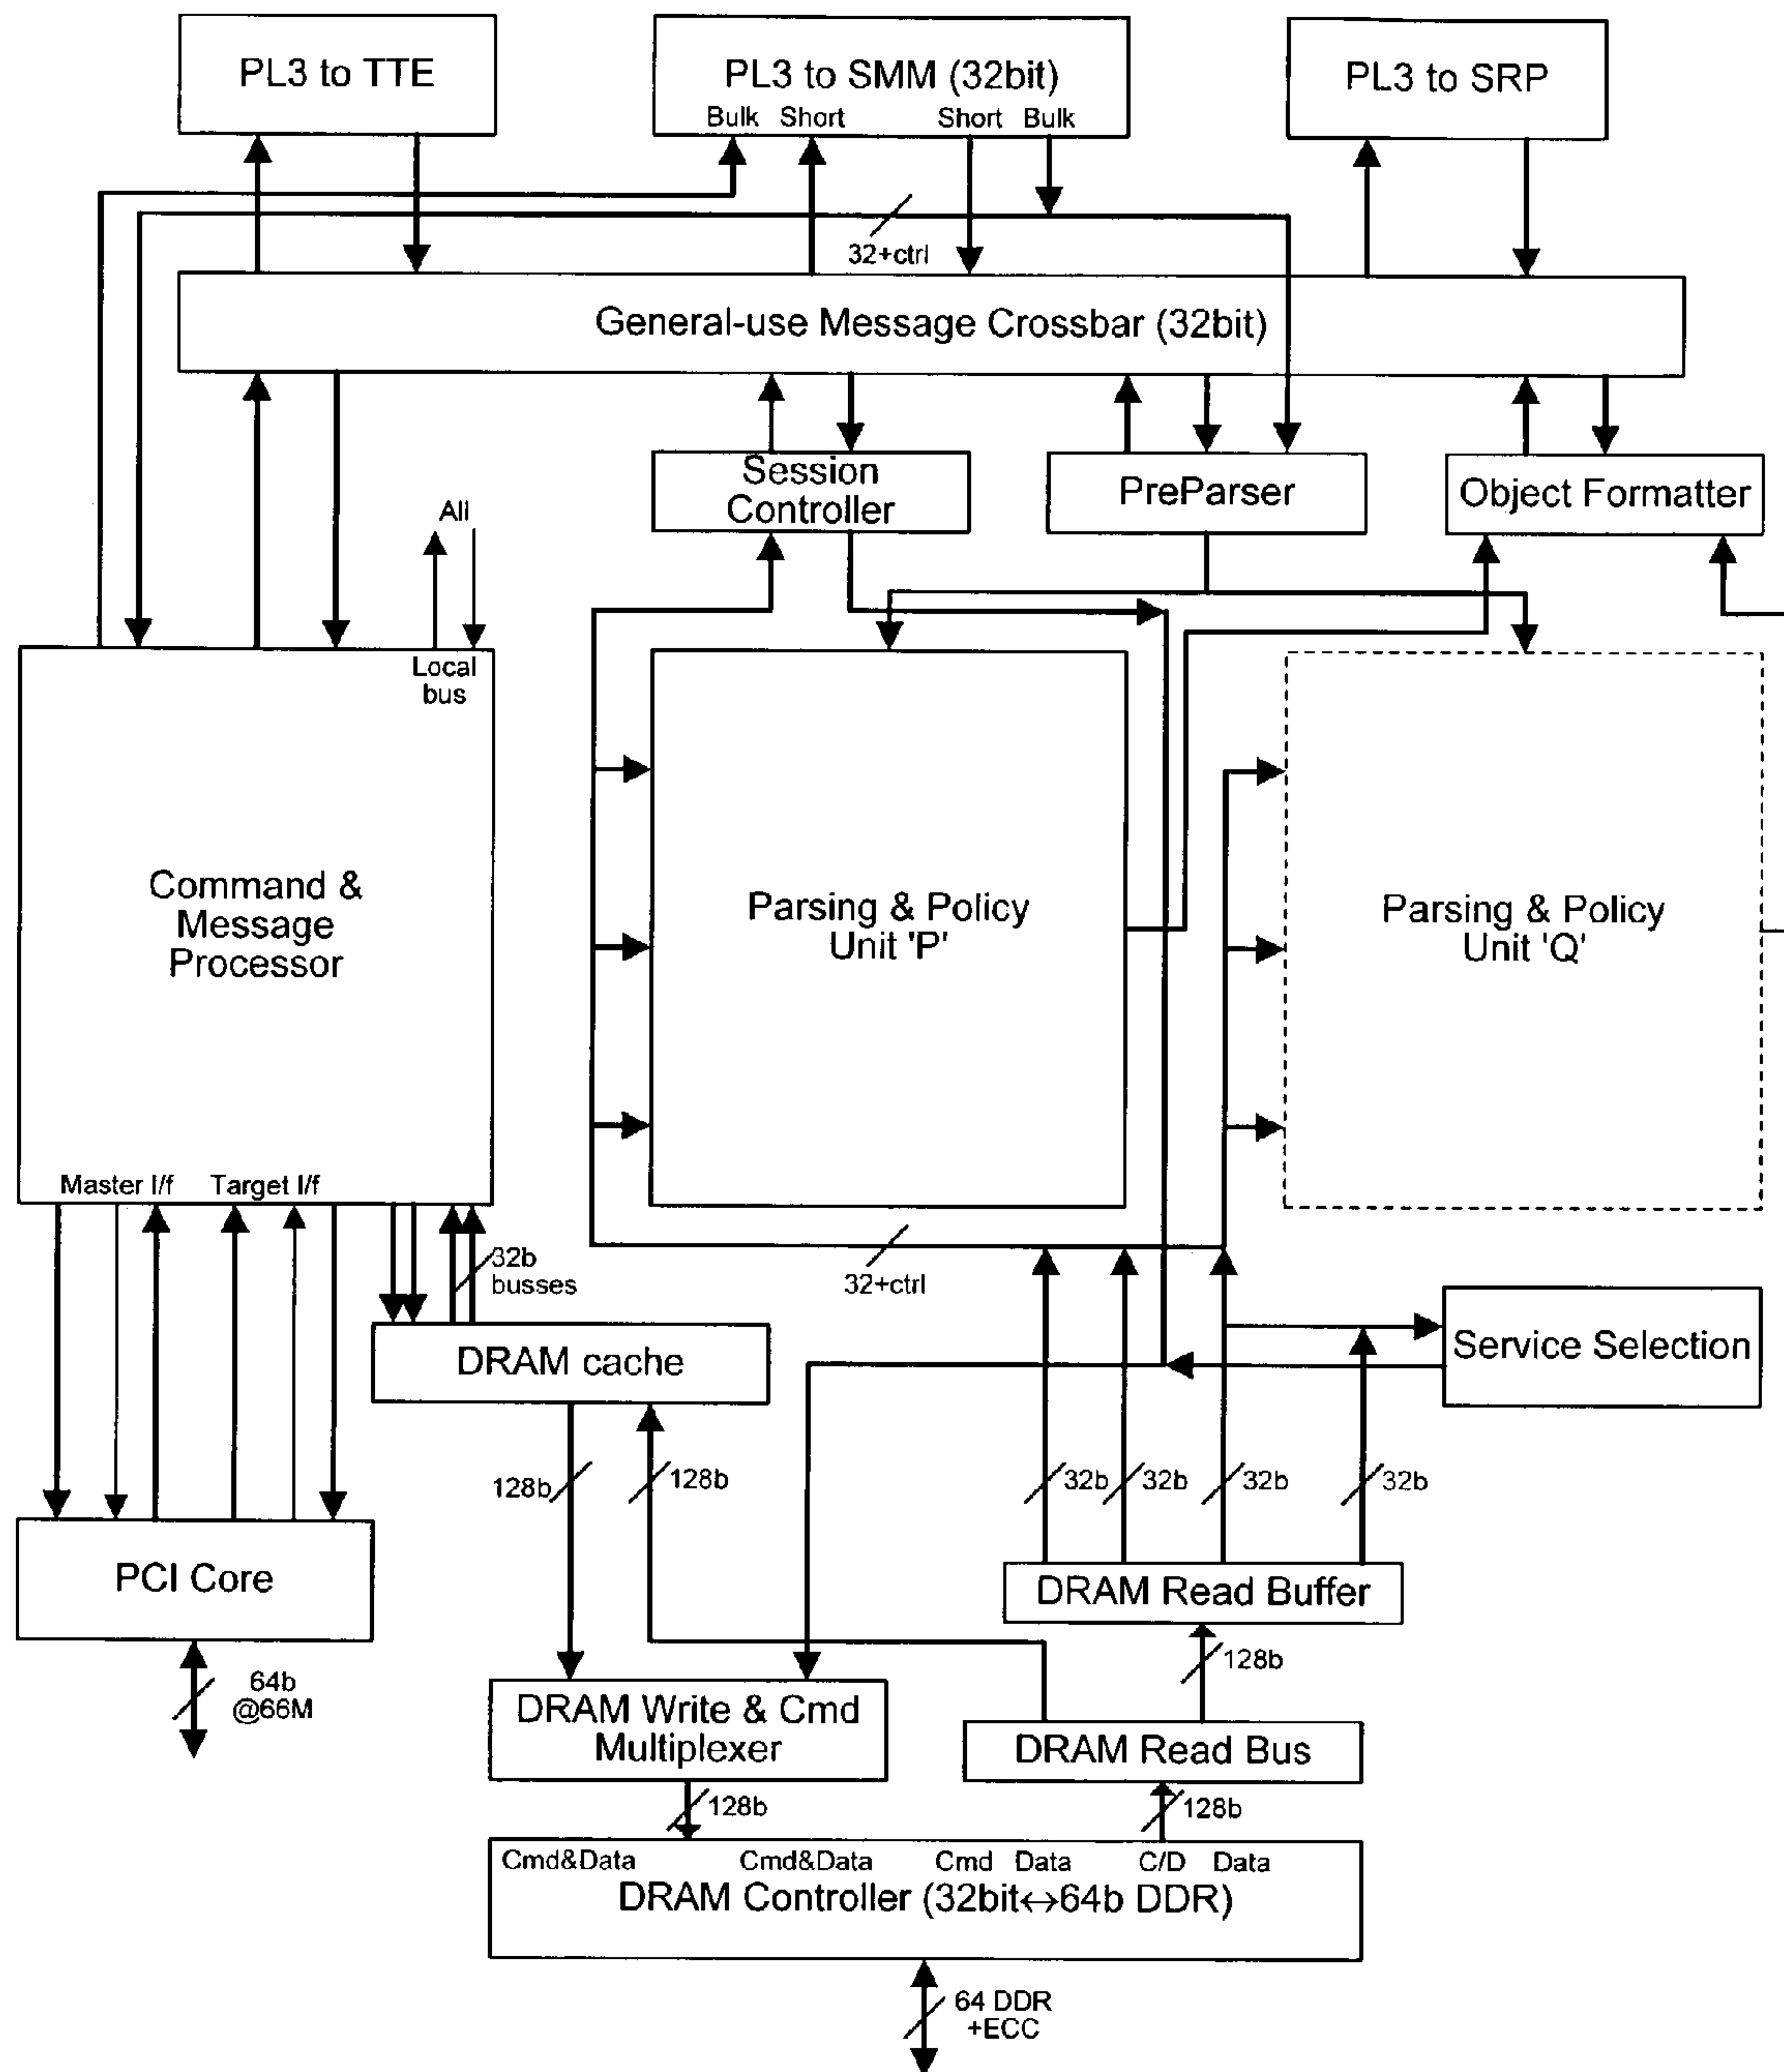 PL3 to TTE
PL3 to SMM (32bit)
Bulk Short Short Bulk
PL3 to SRP
32+ctrl
General-use Message Crossbar (32bit)
Session
Controller
PreParser
Object Formatter
All
Local
bus
Command &
Message
Processor
Parsing & Policy
Unit 'P'
Parsing & Policy
Unit 'Q'
Master I/f Target I/f
32b
busses
32+ctrl
DRAM cache
Service Selection
128b
128b
32b
32b
32b
32b
PCI Core
DRAM Read Buffer
64b
@66M
128b
DRAM Write & Cmd
Multiplexer
DRAM Read Bus
128b
128b
Cmd&Data Cmd&Data Cmd Data C/D Data
DRAM Controller (32bit↔64b DDR)
64 DDR
+ECC